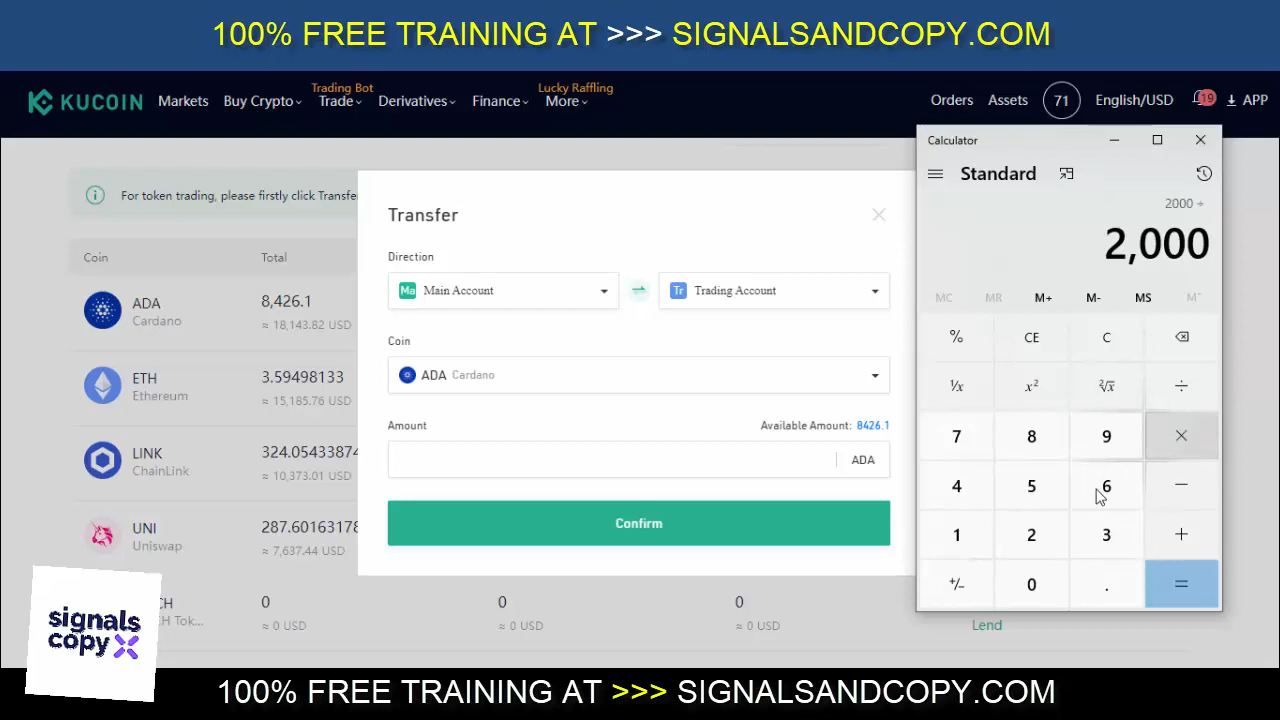 100% FREE TRAINING AT >>> SIGNALSANDCOPY.COM
KUCOIN
Markets
Buy Crypto
Trading Bot
Trade
Derivatives
Finance
Lucky Raffling
More
Orders
Assets
71
English/USD
19
APP
For token trading, please firstly click Transfe
Coin
Total
ADA
Cardano
8,426.1
≈ 18,143.82 USD
ETH
Ethereum
3.59498133
≈ 15,185.76 USD
LINK
ChainLink
324.05433874
≈ 10,373.01 USD
UNI
Uniswap
287.60163178
≈ 7,637.44 USD
CH
CH Tok...
0
≈ 0 USD
0
≈ 0 USD
0
≈ 0 USD
Lend
Transfer
Direction
Ma Main Account
Tr Trading Account
Coin
ADA Cardano
Amount
Available Amount: 8426.1
ADA
Confirm
Calculator
Standard
2000 ÷
2,000
MC MR M+ M- MS M˅
% CE C
¹/x x² ²√x ÷
7 8 9 ×
4 5 6 −
1 2 3 +
+/− 0 . =
signals
copy
100% FREE TRAINING AT >>> SIGNALSANDCOPY.COM